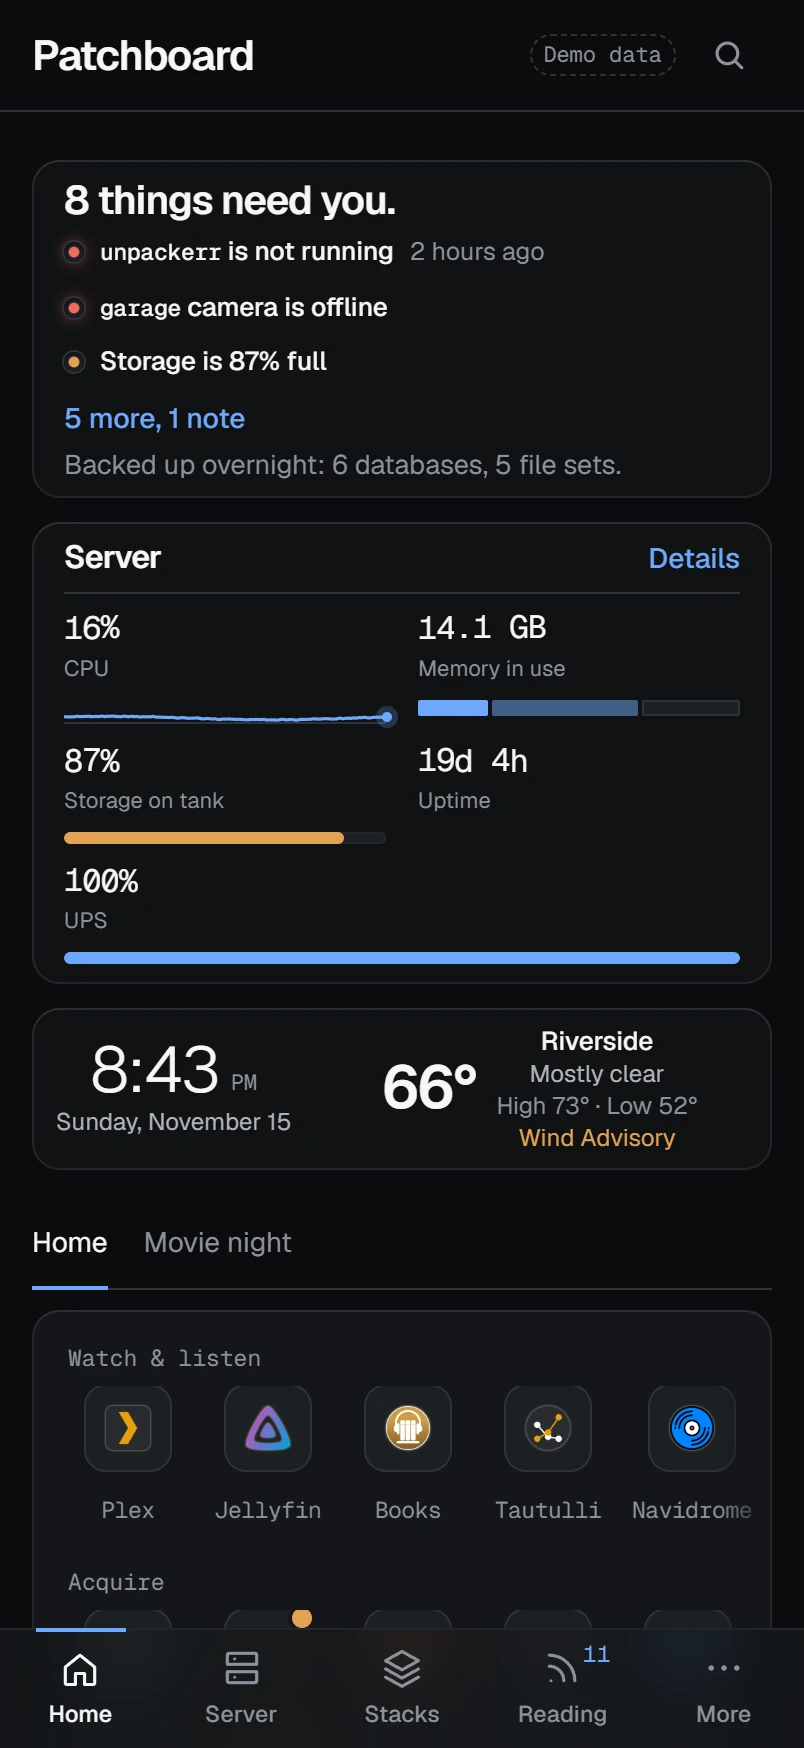 Patchboard
Demo data
8 things need you.
unpackerr is not running 2 hours ago
garage camera is offline
Storage is 87% full
5 more, 1 note
Backed up overnight: 6 databases, 5 file sets.
Server
Details
16%
CPU
14.1 GB
Memory in use
87%
Storage on tank
19d 4h
Uptime
100%
UPS
8:43 PM
Sunday, November 15
66°
Riverside
Mostly clear
High 73° · Low 52°
Wind Advisory
Home
Movie night
Watch & listen
Plex
Jellyfin
Books
Tautulli
Navidrome
Acquire
Home
Server
Stacks
11
Reading
More